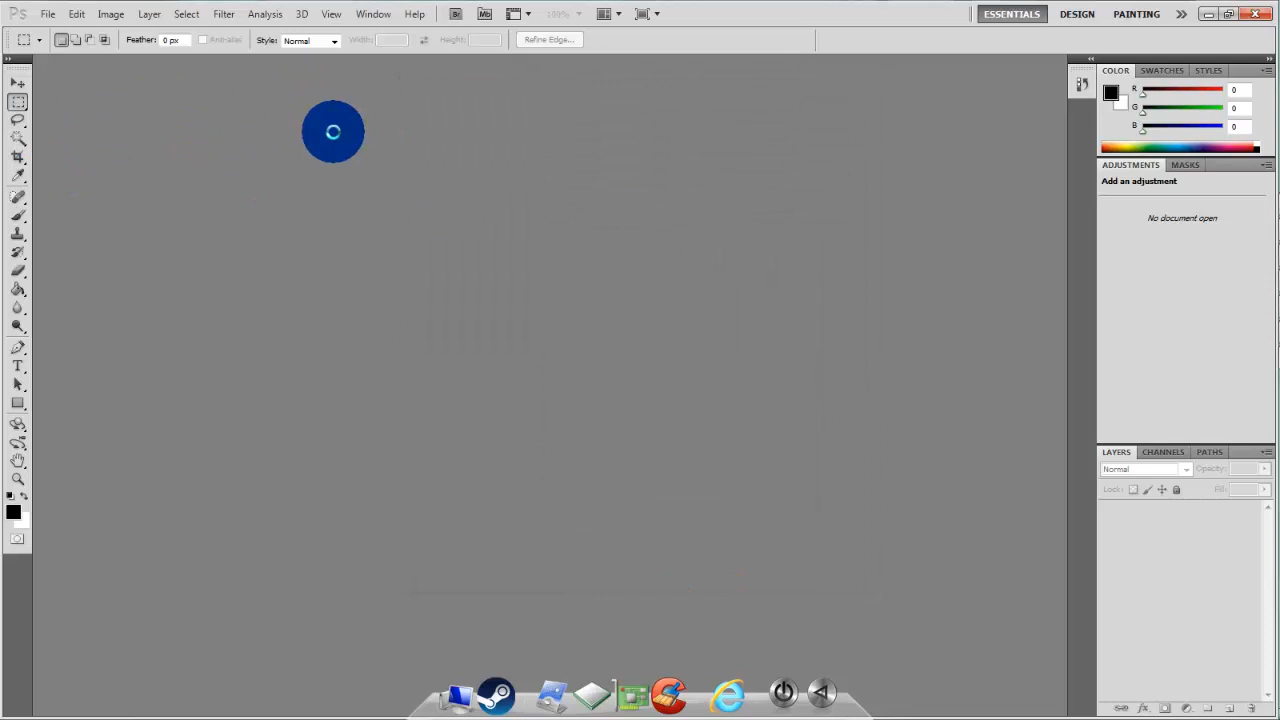 Ps File Edit Image Layer Select Filter Analysis 3D View Window Help Br Mb 100% ESSENTIALS DESIGN PAINTING
Feather: 0 px Anti-alias Style: Normal Width: Height: Refine Edge...
COLOR SWATCHES STYLES
R 0
G 0
B 0
ADJUSTMENTS MASKS
Add an adjustment
No document open
T
LAYERS CHANNELS PATHS
Normal Opacity:
Lock: Fill: